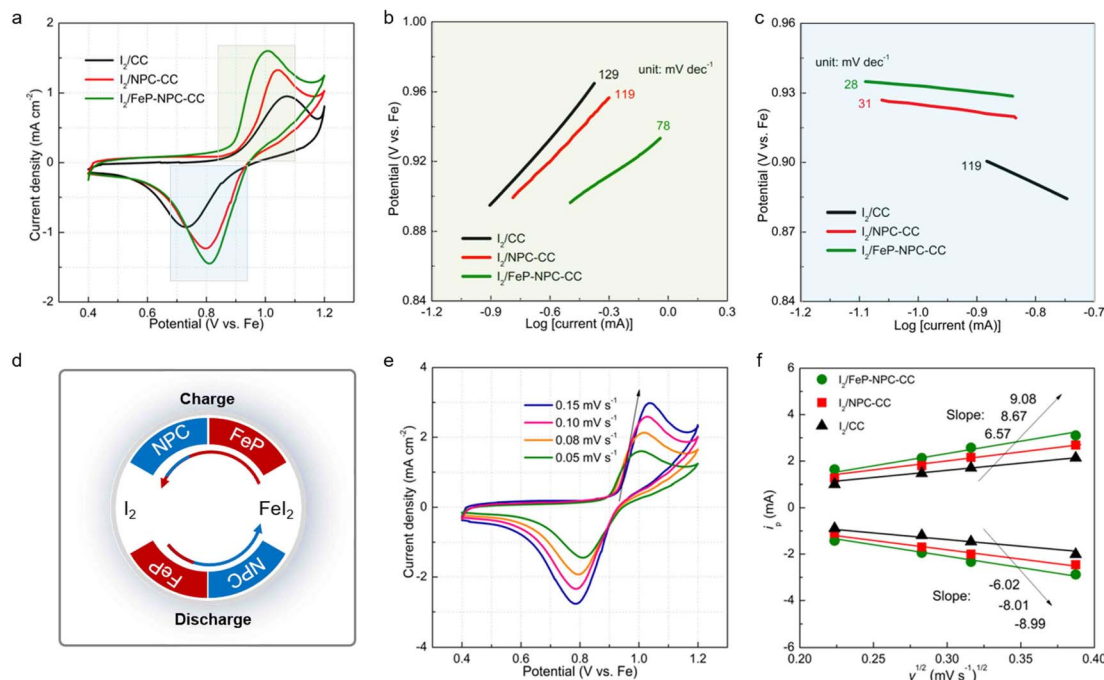 a
Current density (mA cm⁻²)
2
1
0
-1
-2
I₂/CC
I₂/NPC-CC
I₂/FeP-NPC-CC
0.4 0.6 0.8 1.0 1.2
Potential (V vs. Fe)
b
Potential (V vs. Fe)
1.00
0.96
0.92
0.88
0.84
129
unit: mV dec⁻¹
119
78
I₂/CC
I₂/NPC-CC
I₂/FeP-NPC-CC
-1.2 -0.9 -0.6 -0.3 0.0 0.3
Log [current (mA)]
c
Potential (V vs. Fe)
0.96
0.93
0.90
0.87
0.84
unit: mV dec⁻¹
28
31
119
I₂/CC
I₂/NPC-CC
I₂/FeP-NPC-CC
-1.2 -1.1 -1.0 -0.9 -0.8 -0.7
Log [current (mA)]
d
Charge
NPC FeP
I₂ FeI₂
FeP NPC
Discharge
e
Current density (mA cm⁻²)
4
2
0
-2
-4
0.15 mV s⁻¹
0.10 mV s⁻¹
0.08 mV s⁻¹
0.05 mV s⁻¹
0.4 0.6 0.8 1.0 1.2
Potential (V vs. Fe)
f
iₚ (mA)
6
4
2
0
-2
-4
-6
I₂/FeP-NPC-CC
I₂/NPC-CC
I₂/CC
9.08
Slope: 8.67
6.57
-6.02
Slope: -8.01
-8.99
0.20 0.25 0.30 0.35 0.40
v¹ᐟ² (mV s⁻¹)¹ᐟ²